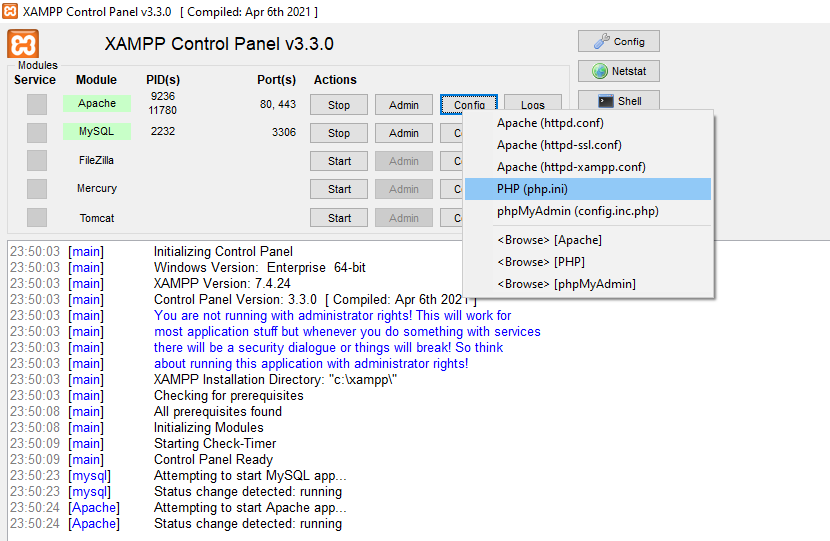 XAMPP Control Panel v3.3.0 [ Compiled: Apr 6th 2021 ]
XAMPP Control Panel v3.3.0
Config
Modules
Service Module PID(s) Port(s) Actions
Netstat
Apache 9236 11780 80, 443 Stop Admin Config Logs
Shell
MySQL 2232 3306 Stop Admin
FileZilla Start Admin
Mercury Start Admin
Tomcat Start Admin
Apache (httpd.conf)
Apache (httpd-ssl.conf)
Apache (httpd-xampp.conf)
PHP (php.ini)
phpMyAdmin (config.inc.php)
<Browse> [Apache]
<Browse> [PHP]
<Browse> [phpMyAdmin]
23:50:03 [main] Initializing Control Panel
23:50:03 [main] Windows Version: Enterprise 64-bit
23:50:03 [main] XAMPP Version: 7.4.24
23:50:03 [main] Control Panel Version: 3.3.0 [ Compiled: Apr 6th 2021 ]
23:50:03 [main] You are not running with administrator rights! This will work for
23:50:03 [main] most application stuff but whenever you do something with services
23:50:03 [main] there will be a security dialogue or things will break! So think
23:50:03 [main] about running this application with administrator rights!
23:50:03 [main] XAMPP Installation Directory: "c:\xampp\"
23:50:03 [main] Checking for prerequisites
23:50:08 [main] All prerequisites found
23:50:08 [main] Initializing Modules
23:50:09 [main] Starting Check-Timer
23:50:09 [main] Control Panel Ready
23:50:23 [mysql] Attempting to start MySQL app...
23:50:23 [mysql] Status change detected: running
23:50:24 [Apache] Attempting to start Apache app...
23:50:24 [Apache] Status change detected: running